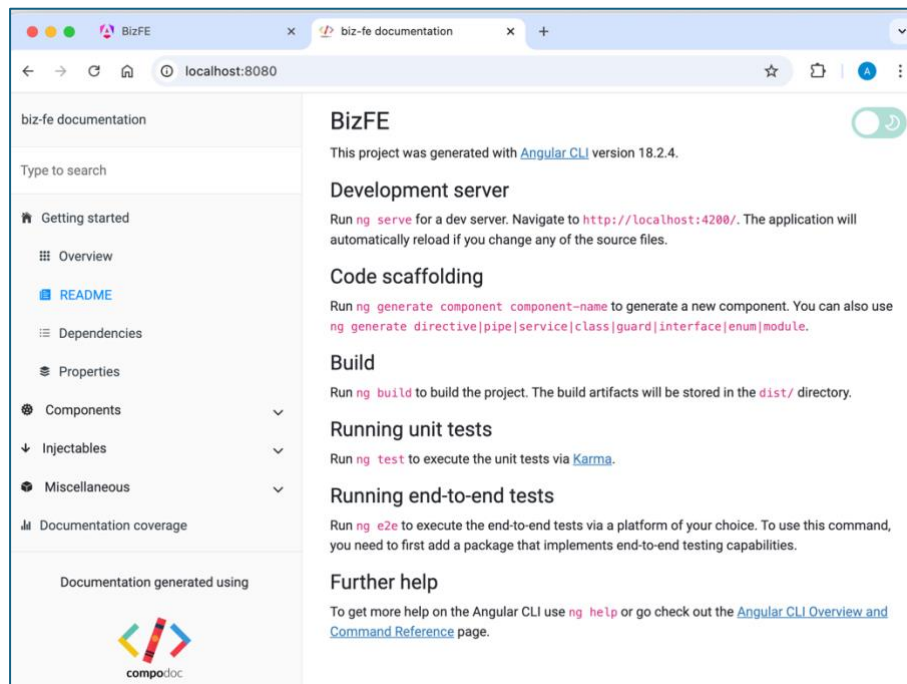 BizFE
biz-fe documentation
localhost:8080
A
biz-fe documentation
Type to search
Getting started
Overview
README
Dependencies
Properties
Components
Injectables
Miscellaneous
Documentation coverage
Documentation generated using
compodoc
BizFE
This project was generated with Angular CLI version 18.2.4.
Development server
Run ng serve for a dev server. Navigate to http://localhost:4200/. The application will
automatically reload if you change any of the source files.
Code scaffolding
Run ng generate component component-name to generate a new component. You can also use
ng generate directive|pipe|service|class|guard|interface|enum|module.
Build
Run ng build to build the project. The build artifacts will be stored in the dist/ directory.
Running unit tests
Run ng test to execute the unit tests via Karma.
Running end-to-end tests
Run ng e2e to execute the end-to-end tests via a platform of your choice. To use this command,
you need to first add a package that implements end-to-end testing capabilities.
Further help
To get more help on the Angular CLI use ng help or go check out the Angular CLI Overview and
Command Reference page.